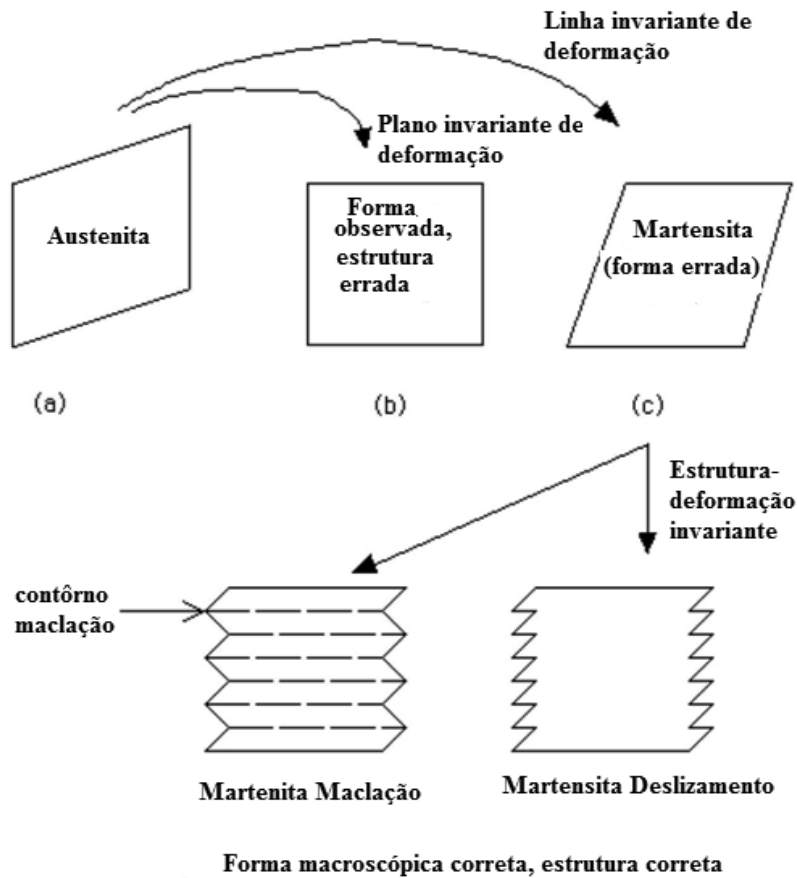 Linha invariante de
deformação
Plano invariante de
deformação
Austenita
Forma
observada,
estrutura
errada
Martensita
(forma errada)
(a)
(b)
(c)
Estrutura-
deformação
invariante
contôrno
maclação
Martenita Maclação
Martensita Deslizamento
Forma macroscópica correta, estrutura correta